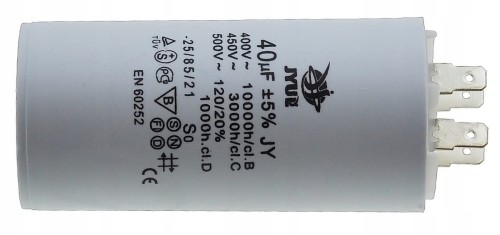 JYUE
40µF ±5% JY
400V~ 10000h/cl.B
450V~ 3000h/cl.C
500V~ 120/20%
1000h.cl.D
-25/85/21 S0
TÜV
EN 60252